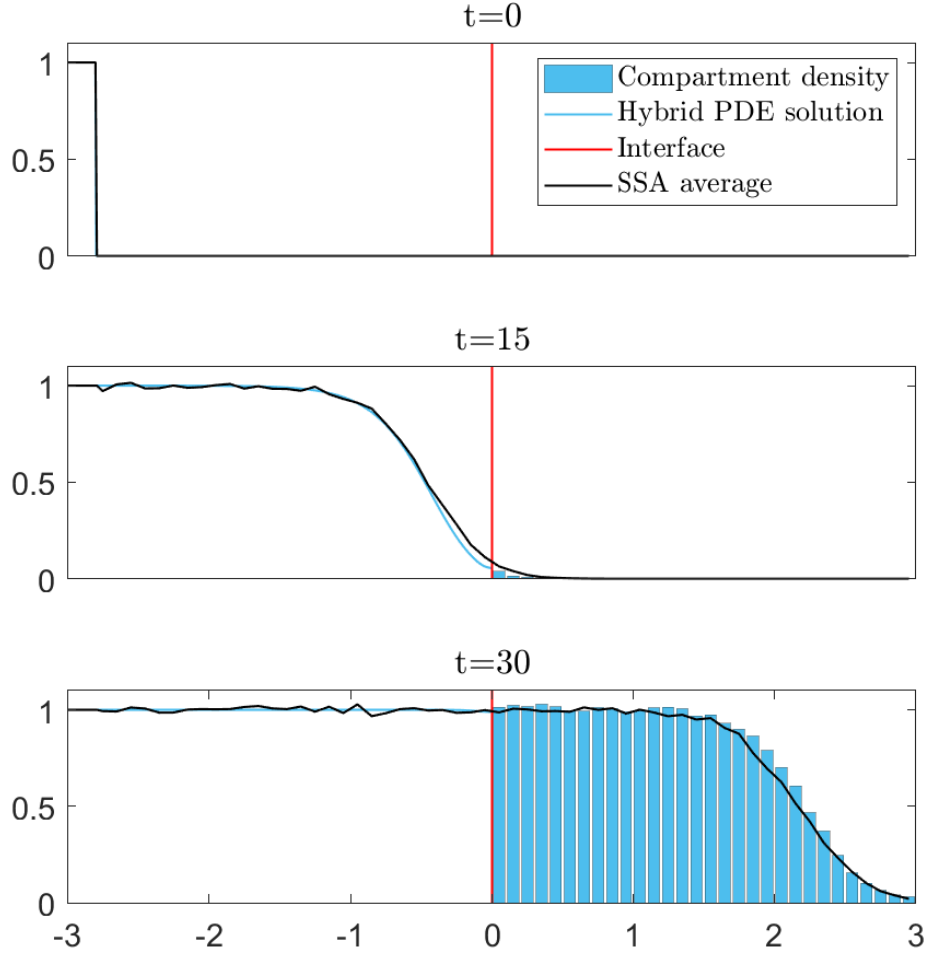 t=0
1
0.5
0
Compartment density
Hybrid PDE solution
Interface
SSA average
t=15
1
0.5
0
t=30
1
0.5
0
-3 -2 -1 0 1 2 3